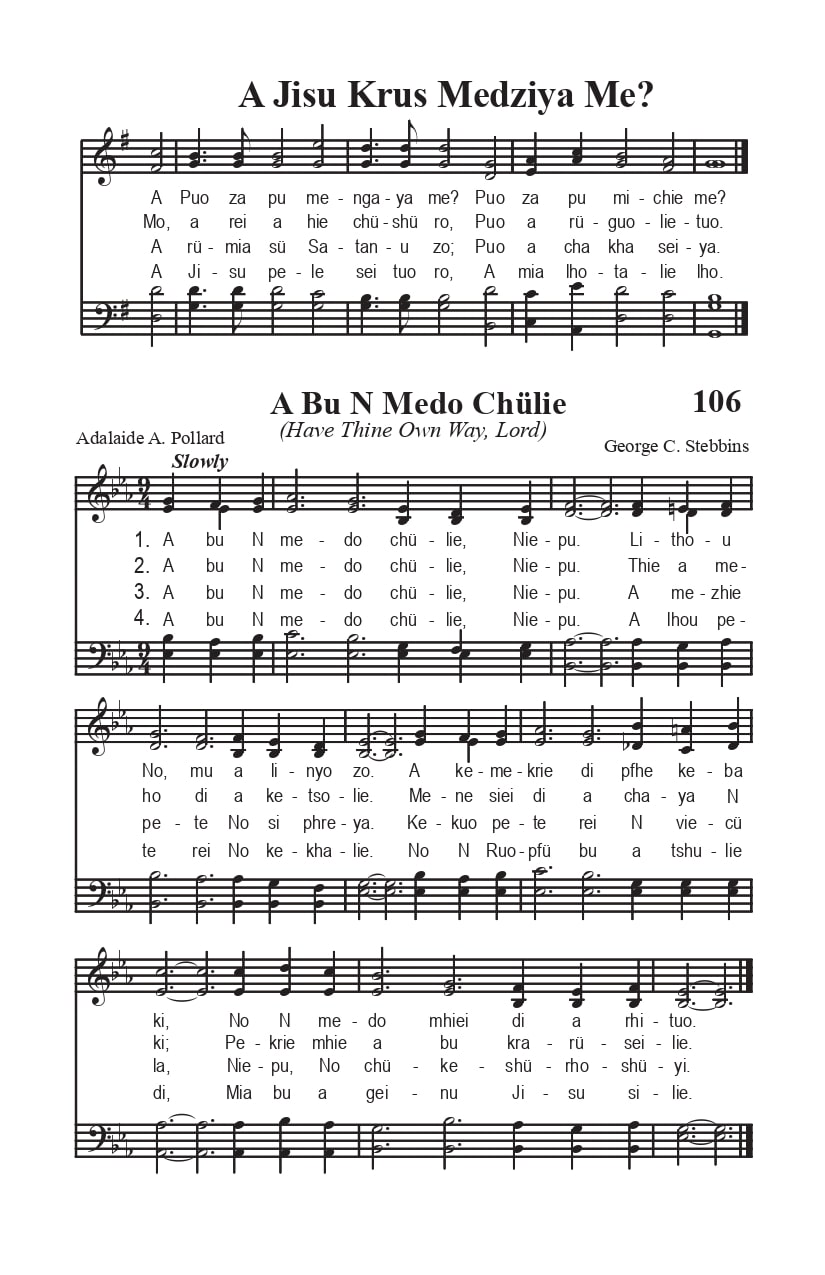 A Jisu Krus Medziya Me?
A Puo za pu me - nga - ya me? Puo za pu mi - chie me?
Mo, a rei a hie chü - shü ro, Puo a rü - guo - lie - tuo.
A rü - mia sü Sa - tan - u zo; Puo a cha kha sei - ya.
A Ji - su pe - le sei tuo ro, A mia lho - ta - lie lho.
A Bu N Medo Chülie 106
(Have Thine Own Way, Lord)
Adalaide A. Pollard
George C. Stebbins
Slowly
9
4
1. A bu N me - do chü - lie, Nie - pu. Li - tho - u
2. A bu N me - do chü - lie, Nie - pu. Thie a me -
3. A bu N me - do chü - lie, Nie - pu. A me - zhie
4. A bu N me - do chü - lie, Nie - pu. A lhou pe -
9
4
No, mu a li - nyo zo. A ke - me - krie di pfhe ke - ba
ho di a ke - tso - lie. Me - ne siei di a cha - ya N
pe - te No si phre - ya. Ke - kuo pe - te rei N vie - cü
te rei No ke - kha - lie. No N Ruo - pfü bu a tshu - lie
ki, No N me - do mhiei di a rhi - tuo.
ki; Pe - krie mhie a bu kra - rü - sei - lie.
la, Nie - pu, No chü - ke - shü - rho - shü - yi.
di, Mia bu a gei - nu Ji - su si - lie.